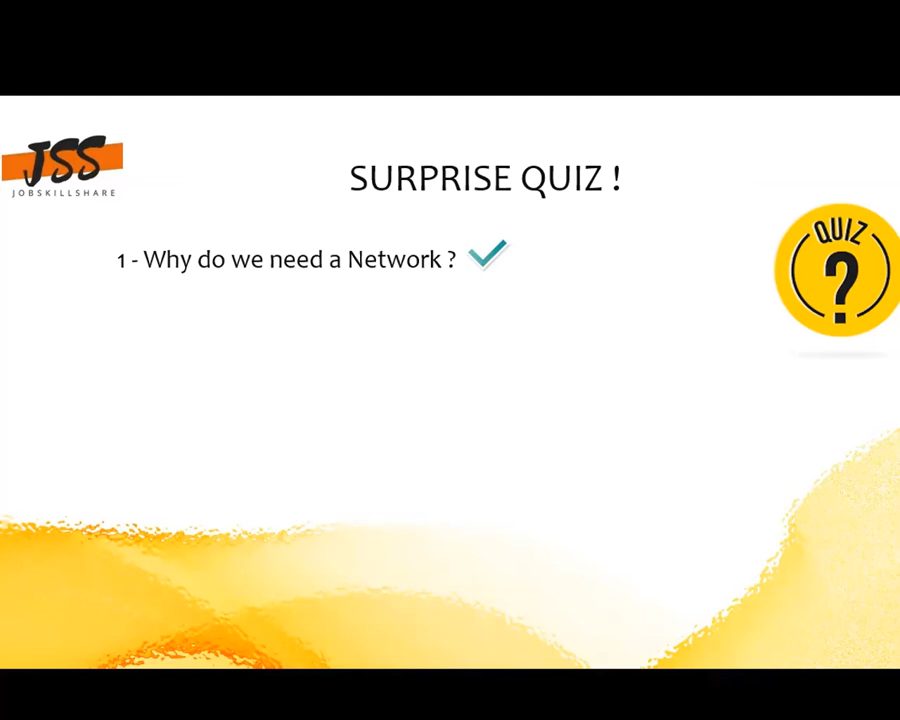 JSS
JOBSKILLSHARE
SURPRISE QUIZ !
1 - Why do we need a Network ?
QUIZ
?